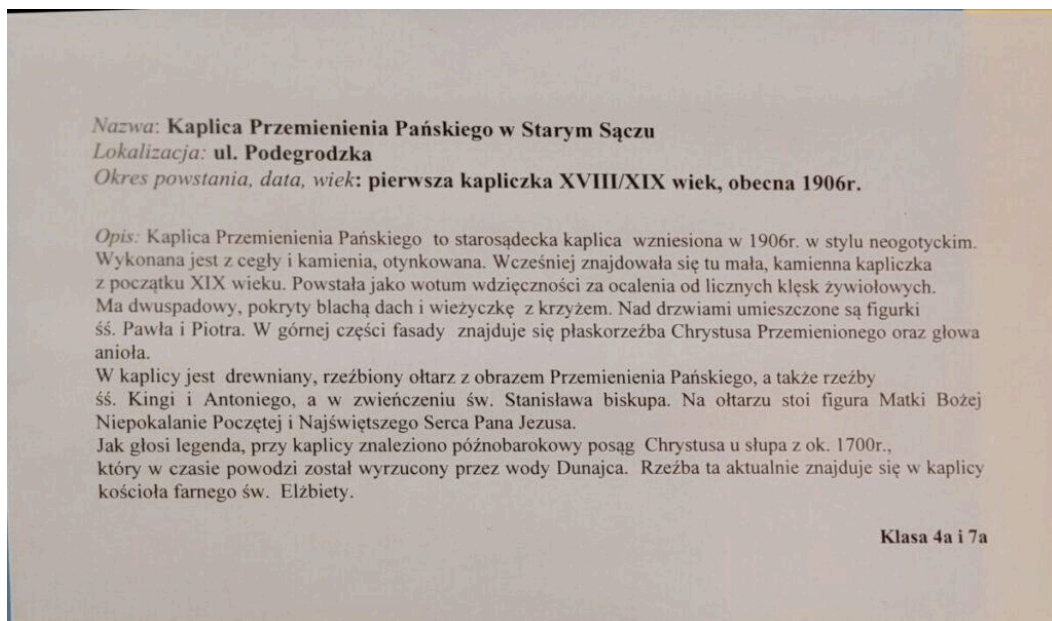 Nazwa: Kaplica Przemienienia Pańskiego w Starym Sączu
Lokalizacja: ul. Podegrodzka
Okres powstania, data, wiek: pierwsza kapliczka XVIII/XIX wiek, obecna 1906r.
Opis: Kaplica Przemienienia Pańskiego to starosądecka kaplica wzniesiona w 1906r. w stylu neogotyckim.
Wykonana jest z cegły i kamienia, otynkowana. Wcześniej znajdowała się tu mała, kamienna kapliczka
z początku XIX wieku. Powstała jako wotum wdzięczności za ocalenia od licznych klęsk żywiołowych.
Ma dwuspadowy, pokryty blachą dach i wieżyczkę z krzyżem. Nad drzwiami umieszczone są figurki
śś. Pawła i Piotra. W górnej części fasady znajduje się płaskorzeźba Chrystusa Przemienionego oraz głowa
anioła.
W kaplicy jest drewniany, rzeźbiony ołtarz z obrazem Przemienienia Pańskiego, a także rzeźby
śś. Kingi i Antoniego, a w zwieńczeniu św. Stanisława biskupa. Na ołtarzu stoi figura Matki Bożej
Niepokalanie Poczętej i Najświętszego Serca Pana Jezusa.
Jak głosi legenda, przy kaplicy znaleziono późnobarokowy posąg Chrystusa u słupa z ok. 1700r.,
który w czasie powodzi został wyrzucony przez wody Dunajca. Rzeźba ta aktualnie znajduje się w kaplicy
kościoła farnego św. Elżbiety.
Klasa 4a i 7a